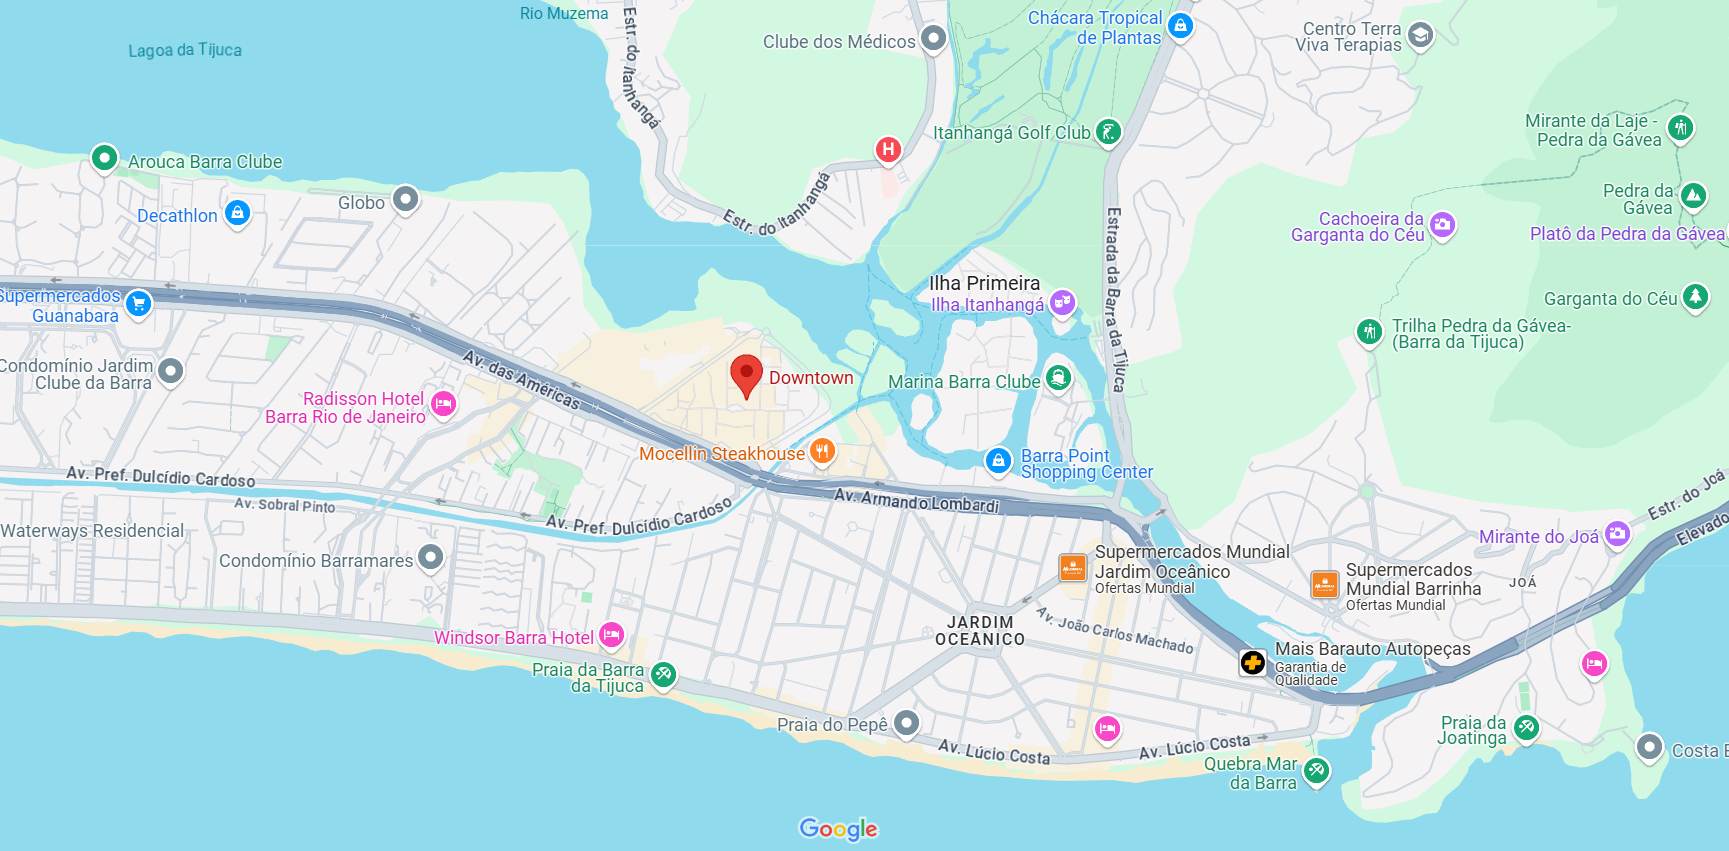 Rio Muzema
Chácara Tropical
de Plantas
Centro Terra
Viva Terapias
Estr. do Itanhangá
Clube dos Médicos
Lagoa da Tijuca
Itanhangá Golf Club
Mirante da Laje -
Pedra da Gávea
H
Arouca Barra Clube
Globo
Decathlon
Estr. do Itanhangá
Estrada da Barra da Tijuca
Pedra da
Gávea
Cachoeira da
Garganta do Céu
Platô da Pedra da Gávea
Ilha Primeira
Ilha Itanhangá
Supermercados
Guanabara
Garganta do Céu
Trilha Pedra da Gávea-
(Barra da Tijuca)
Condomínio Jardim
Clube da Barra
Av. das Américas
Downtown
Marina Barra Clube
Radisson Hotel
Barra Rio de Janeiro
Mocellin Steakhouse
Barra Point
Shopping Center
Av. Pref. Dulcídio Cardoso
Av. Sobral Pinto
Av. Pref. Dulcídio Cardoso
Av. Armando Lombardi
Estr. do Joá
Elevado
Waterways Residencial
Mirante do Joá
Condomínio Barramares
Supermercados Mundial
Jardim Oceânico
Ofertas Mundial
Supermercados
Mundial Barrinha
Ofertas Mundial
JOÁ
JARDIM
OCEÂNICO
Av. João Carlos Machado
Windsor Barra Hotel
Mais Barauto Autopeças
Garantia de
Qualidade
Praia da Barra
da Tijuca
Praia do Pepê
Praia da
Joatinga
Av. Lúcio Costa
Av. Lúcio Costa
Costa
Quebra Mar
da Barra
Google